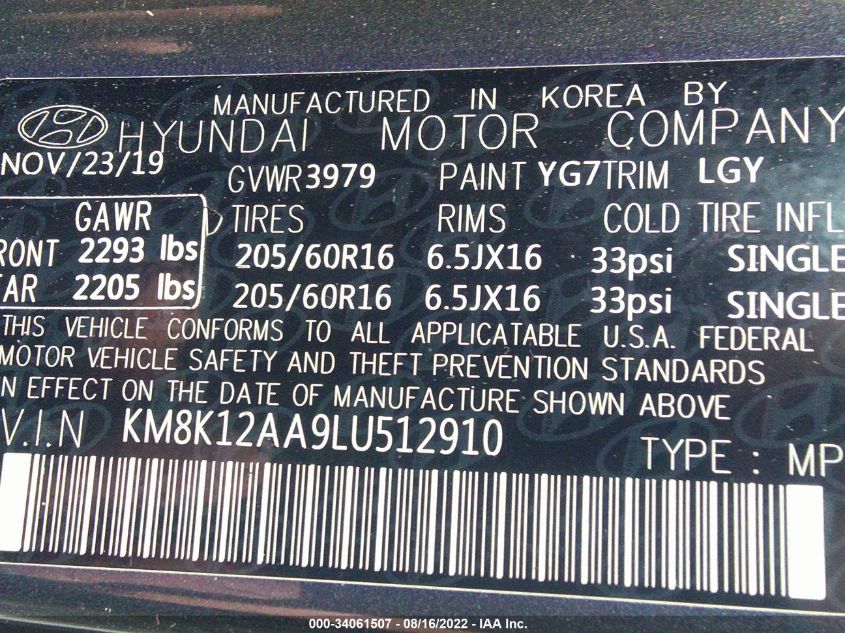 MANUFACTURED IN KOREA BY
HYUNDAI MOTOR COMPANY
NOV/23/19 GVWR 3979 PAINT YG7 TRIM LGY
GAWR TIRES RIMS COLD TIRE INFL
RONT 2293 lbs 205/60R16 6.5JX16 33psi SINGLE
EAR 2205 lbs 205/60R16 6.5JX16 33psi SINGLE
THIS VEHICLE CONFORMS TO ALL APPLICATABLE U.S.A. FEDERAL
MOTOR VEHICLE SAFETY AND THEFT PREVENTION STANDARDS
IN EFFECT ON THE DATE OF MANUFACTURE SHOWN ABOVE
V.I.N KM8K12AA9LU512910
TYPE : MP
000-34061507 - 08/16/2022 - IAA Inc.